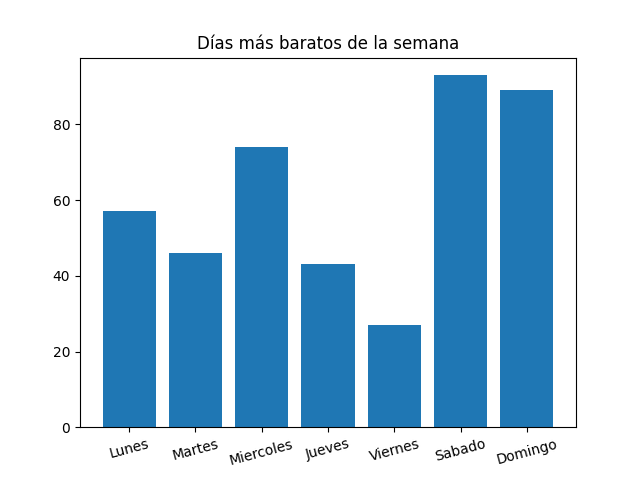 Días más baratos de la semana
80
60
40
20
0
Lunes
Martes
Miercoles
Jueves
Viernes
Sabado
Domingo